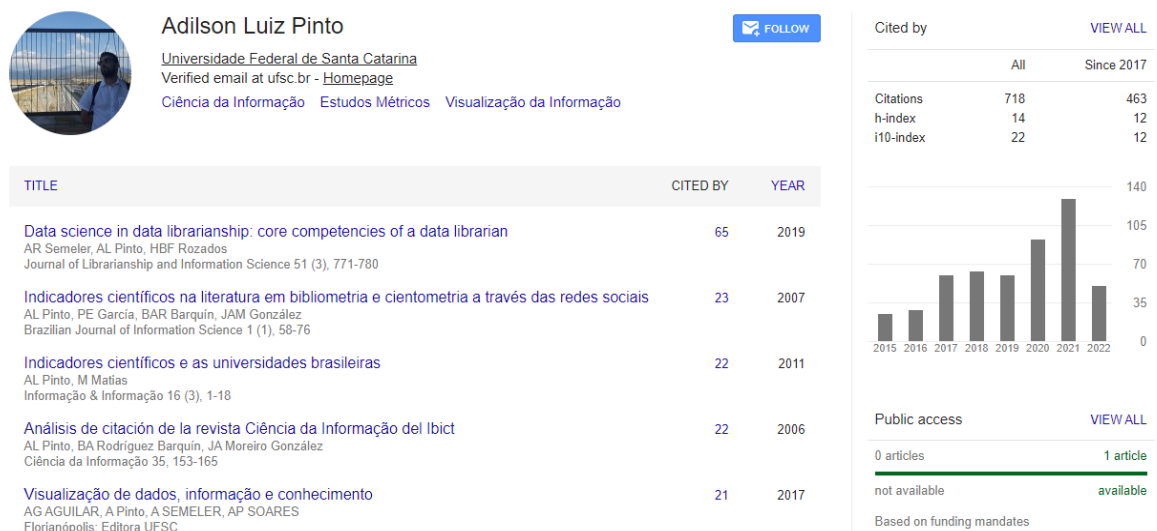 Adilson Luiz Pinto
FOLLOW
Universidade Federal de Santa Catarina
Verified email at ufsc.br - Homepage
Ciência da Informação Estudos Métricos Visualização da Informação
TITLE CITED BY YEAR
Data science in data librarianship: core competencies of a data librarian 65 2019
AR Semeler, AL Pinto, HBF Rozados
Journal of Librarianship and Information Science 51 (3), 771-780
Indicadores científicos na literatura em bibliometria e cientometria a través das redes sociais 23 2007
AL Pinto, PE García, BAR Barquín, JAM González
Brazilian Journal of Information Science 1 (1), 58-76
Indicadores científicos e as universidades brasileiras 22 2011
AL Pinto, M Matias
Informação & Informação 16 (3), 1-18
Análisis de citación de la revista Ciência da Informação del Ibict 22 2006
AL Pinto, BA Rodríguez Barquín, JA Moreiro González
Ciência da Informação 35, 153-165
Visualização de dados, informação e conhecimento 21 2017
AG AGUILAR, A Pinto, A SEMELER, AP SOARES
Florianópolis: Editora UFSC
Cited by VIEW ALL
All Since 2017
Citations 718 463
h-index 14 12
i10-index 22 12
140
105
70
35
0
2015 2016 2017 2018 2019 2020 2021 2022
Public access VIEW ALL
0 articles 1 article
not available available
Based on funding mandates